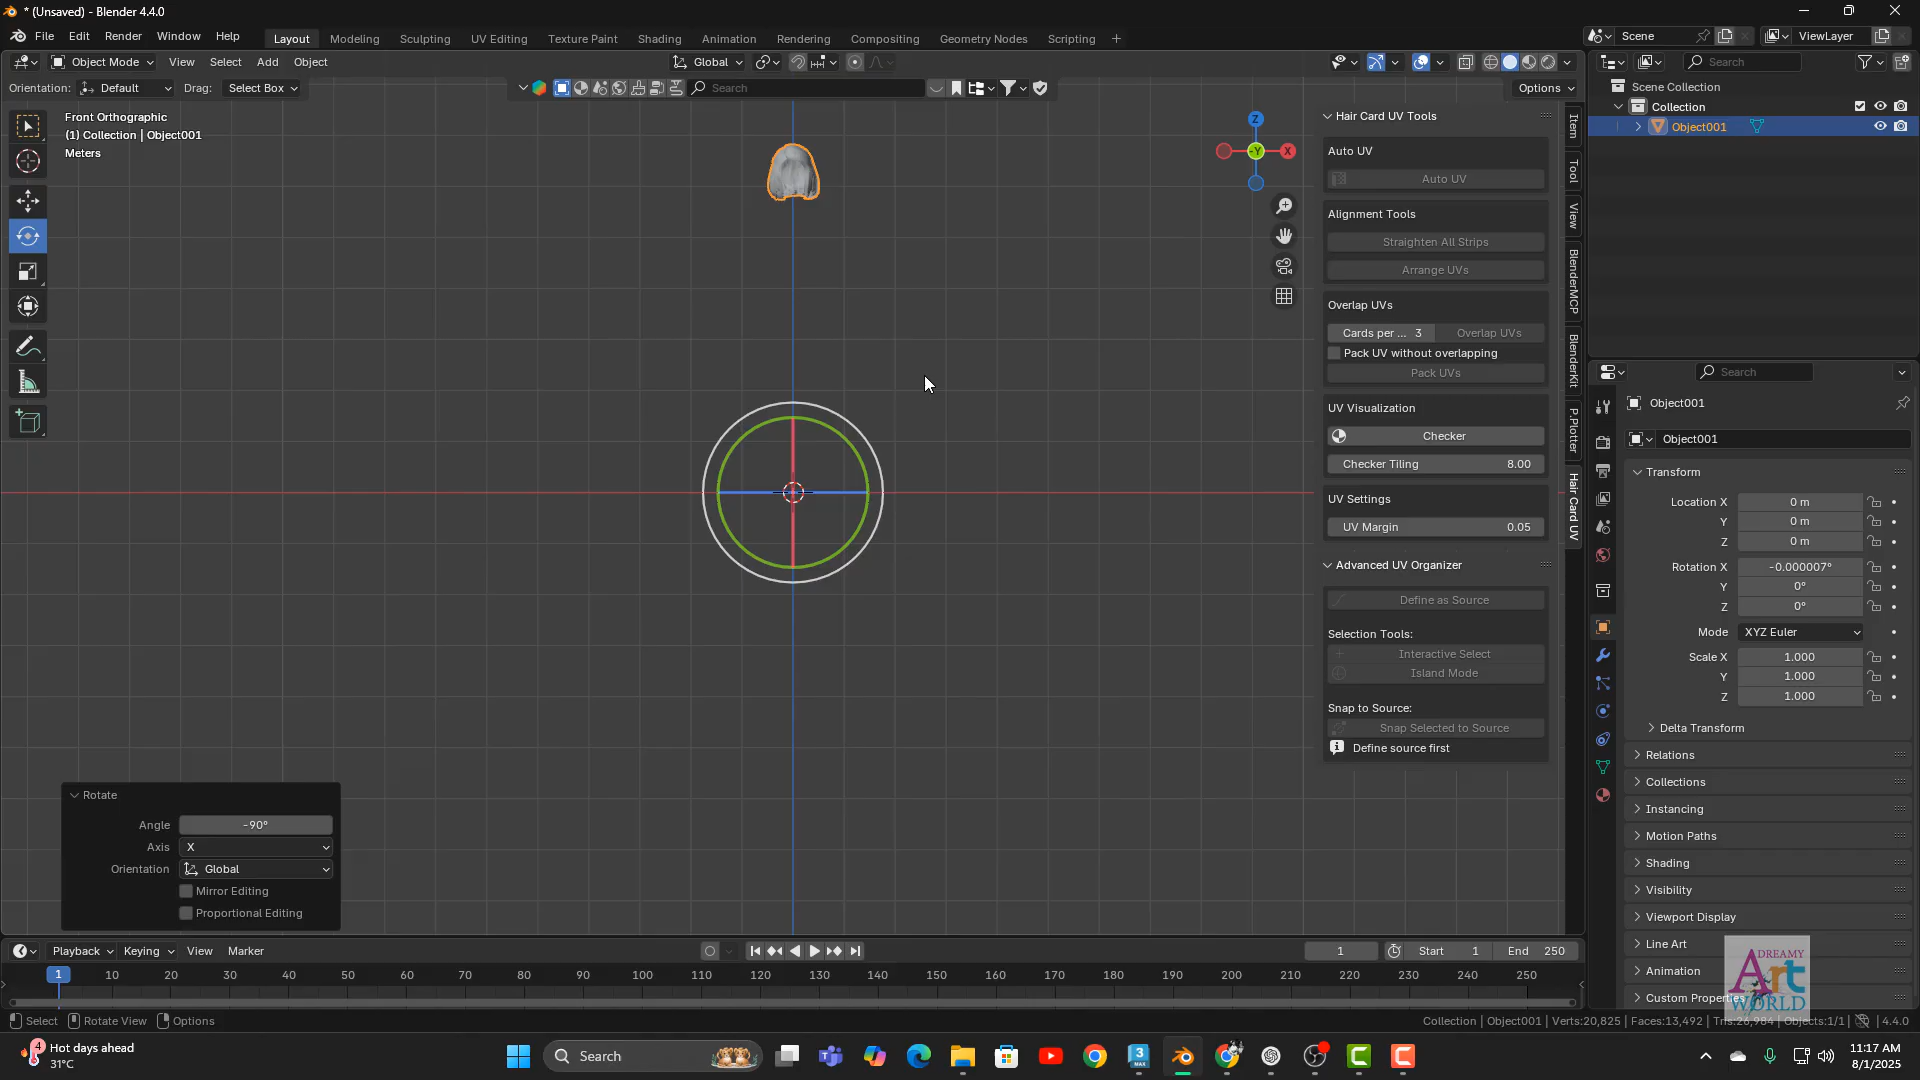 * (Unsaved) - Blender 4.4.0
File Edit Render Window Help Layout Modeling Sculpting UV Editing Texture Paint Shading Animation Rendering Compositing Geometry Nodes Scripting + Scene ViewLayer
Object Mode View Select Add Object Global Search
Orientation: Default Drag: Select Box Search Options
Front Orthographic
(1) Collection | Object001
Meters
Z
-Y
X
Hair Card UV Tools
Auto UV
Auto UV
Alignment Tools
Straighten All Strips
Arrange UVs
Overlap UVs
Cards per ... 3 Overlap UVs
Pack UV without overlapping
Pack UVs
UV Visualization
Checker
Checker Tiling 8.00
UV Settings
UV Margin 0.05
Advanced UV Organizer
Define as Source
Selection Tools:
Interactive Select
Island Mode
Snap to Source:
Snap Selected to Source
Define source first
Item
Tool
View
BlenderMCP
BlenderKit
P.Plotter
Hair Card UV
Scene Collection
Collection
Object001
Search
Object001
Object001
Transform
Location X 0 m
Y 0 m
Z 0 m
Rotation X -0.000007°
Y 0°
Z 0°
Mode XYZ Euler
Scale X 1.000
Y 1.000
Z 1.000
Delta Transform
Relations
Collections
Instancing
Motion Paths
Shading
Visibility
Viewport Display
Line Art
Animation
Custom Properties
DREAMY
Art
WORLD
Rotate
Angle -90°
Axis X
Orientation Global
Mirror Editing
Proportional Editing
Playback Keying View Marker 1 Start 1 End 250
1 10 20 30 40 50 60 70 80 90 100 110 120 130 140 150 160 170 180 190 200 210 220 230 240 250
Select Rotate View Options Collection | Object001 | Verts:20,825 | Faces:13,492 | Tris:26,984 | Objects:1/1 | 4.4.0
4
Hot days ahead
31°C
Search
3
MAX
11:17 AM
8/1/2025